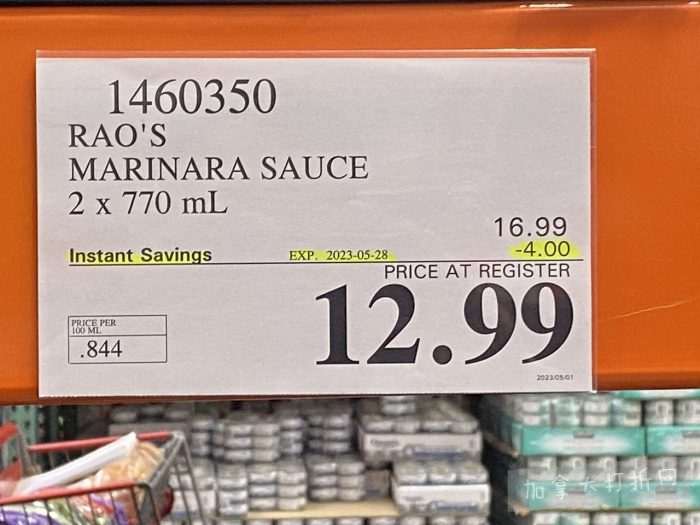 1460350
RAO'S
MARINARA SAUCE
2 x 770 mL
16.99
Instant Savings EXP. 2023-05-28 -4.00
PRICE AT REGISTER
12.99
PRICE PER
100 ML
.844
2023/05/01
加拿大打折网